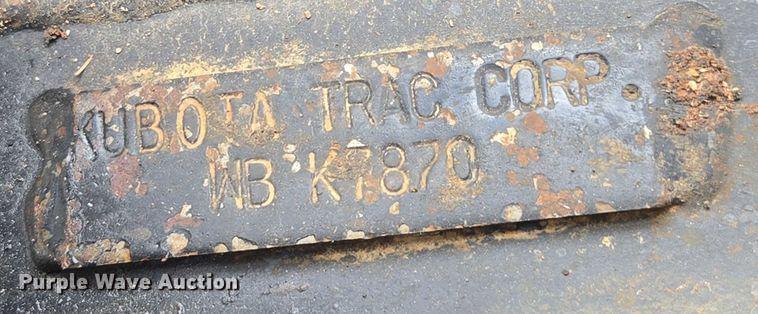 KUBOTA TRAC CORP.
WB K7870
Purple Wave Auction